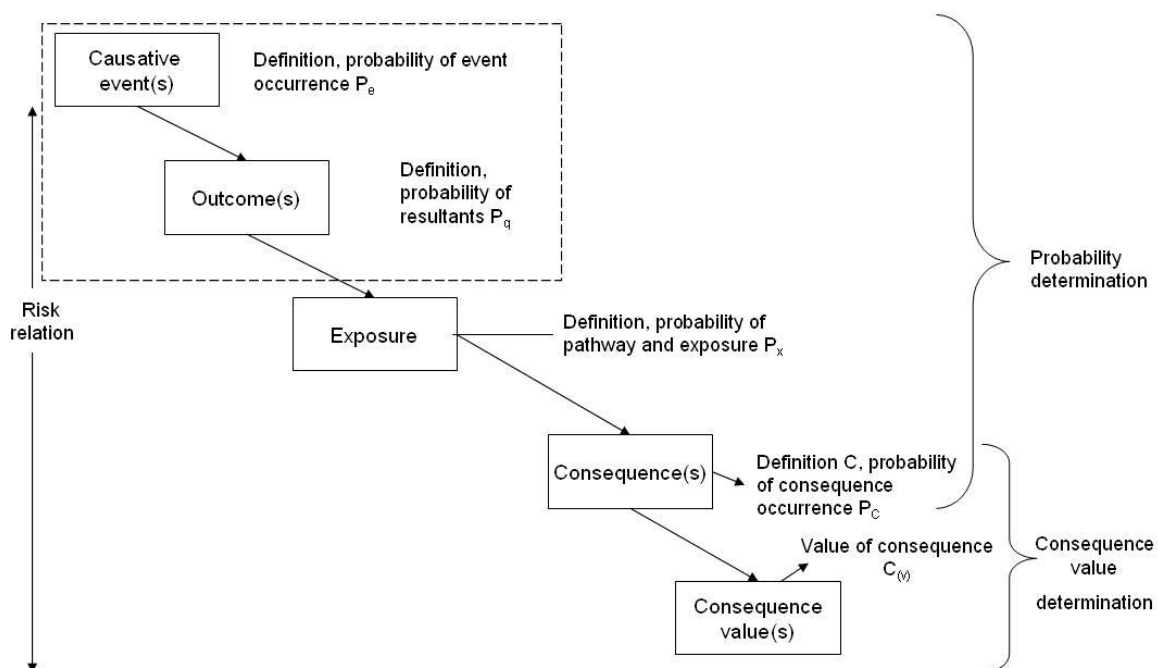 Causative
event(s)
Definition, probability of event
occurrence Pe
Outcome(s)
Definition,
probability of
resultants Pq
Probability
determination
Risk
relation
Exposure
Definition, probability of
pathway and exposure Px
Consequence(s)
Definition C, probability
of consequence
occurrence PC
Value of consequence
C(v)
Consequence
value
determination
Consequence
value(s)